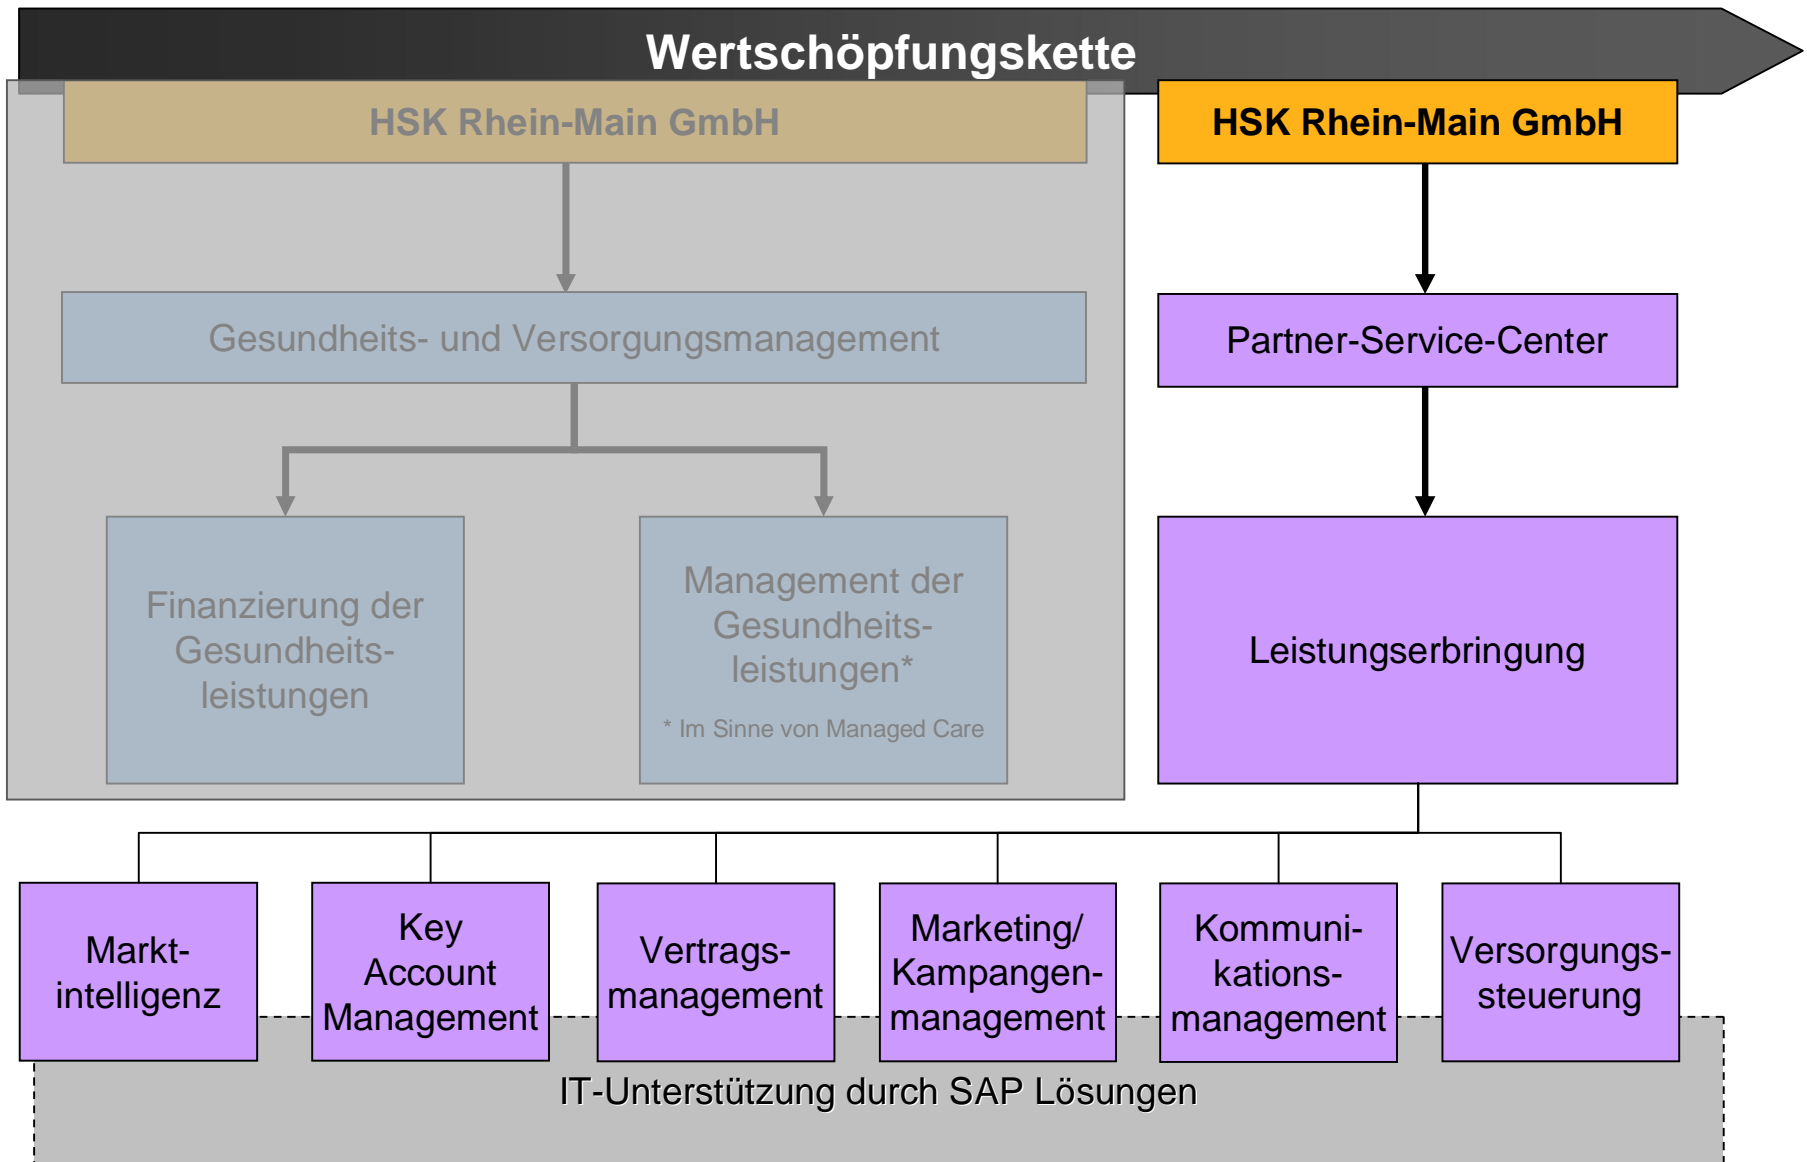 Wertschöpfungskette
HSK Rhein-Main GmbH
Gesundheits- und Versorgungsmanagement
Finanzierung der
Gesundheits-
leistungen
Management der
Gesundheits-
leistungen*
* Im Sinne von Managed Care
HSK Rhein-Main GmbH
Partner-Service-Center
Leistungserbringung
Markt-
intelligenz
Key
Account
Management
Vertrags-
management
Marketing/
Kampangen-
management
Kommuni-
kations-
management
Versorgungs-
steuerung
IT-Unterstützung durch SAP Lösungen